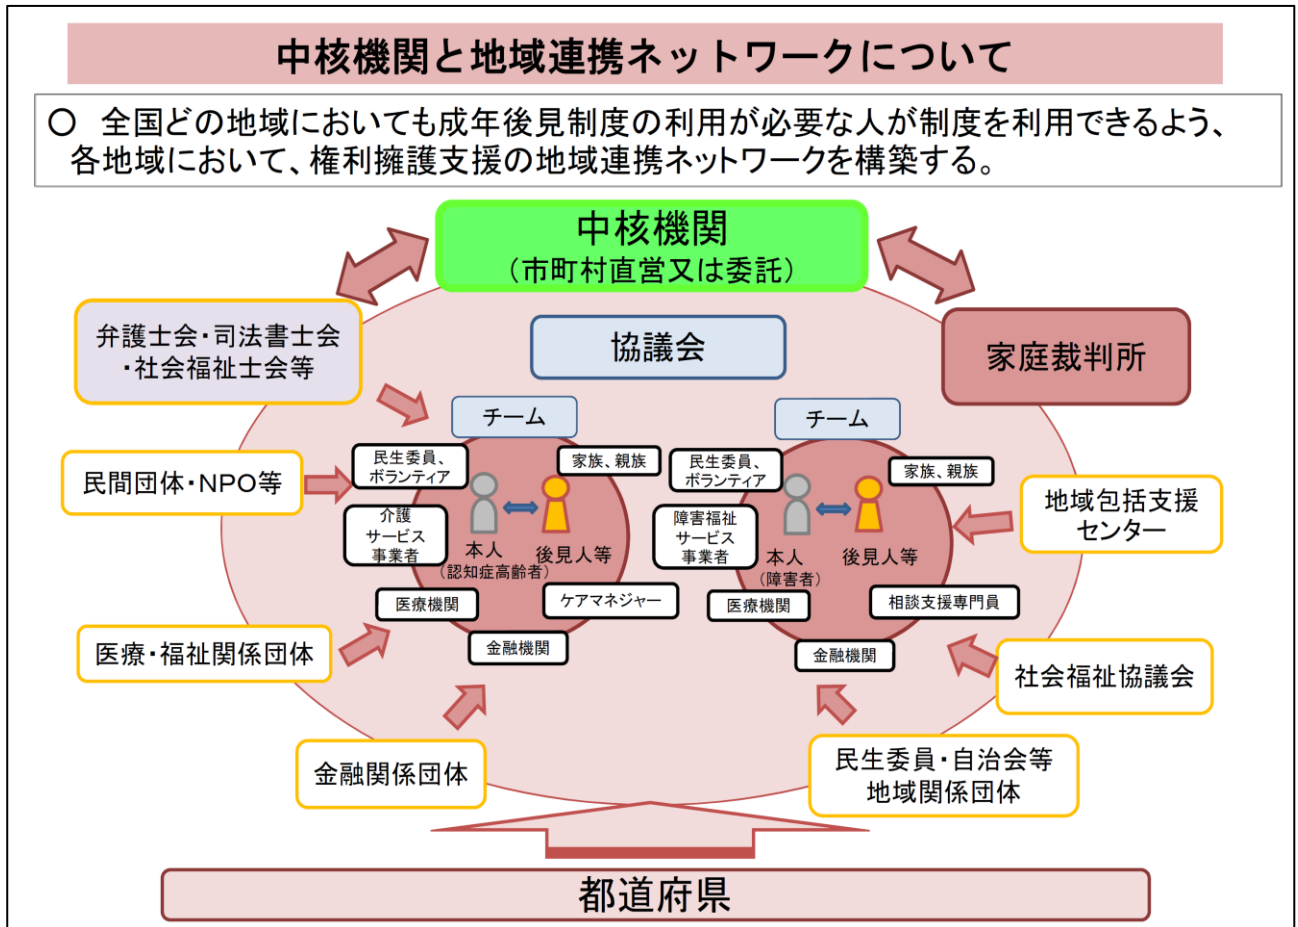 中核機関と地域連携ネットワークについて
〇 全国どの地域においても成年後見制度の利用が必要な人が制度を利用できるよう、
各地域において、権利擁護支援の地域連携ネットワークを構築する。
中核機関
(市町村直営又は委託)
弁護士会・司法書士会
・社会福祉士会等
協議会
家庭裁判所
民間団体・NPO等
医療・福祉関係団体
金融関係団体
チーム
民生委員、
ボランティア
家族、親族
介護
サービス
事業者
本人
(認知症高齢者)
後見人等
医療機関
ケアマネジャー
金融機関
チーム
民生委員、
ボランティア
家族、親族
障害福祉
サービス
事業者
本人
(障害者)
後見人等
医療機関
相談支援専門員
金融機関
地域包括支援
センター
社会福祉協議会
民生委員・自治会等
地域関係団体
都道府県